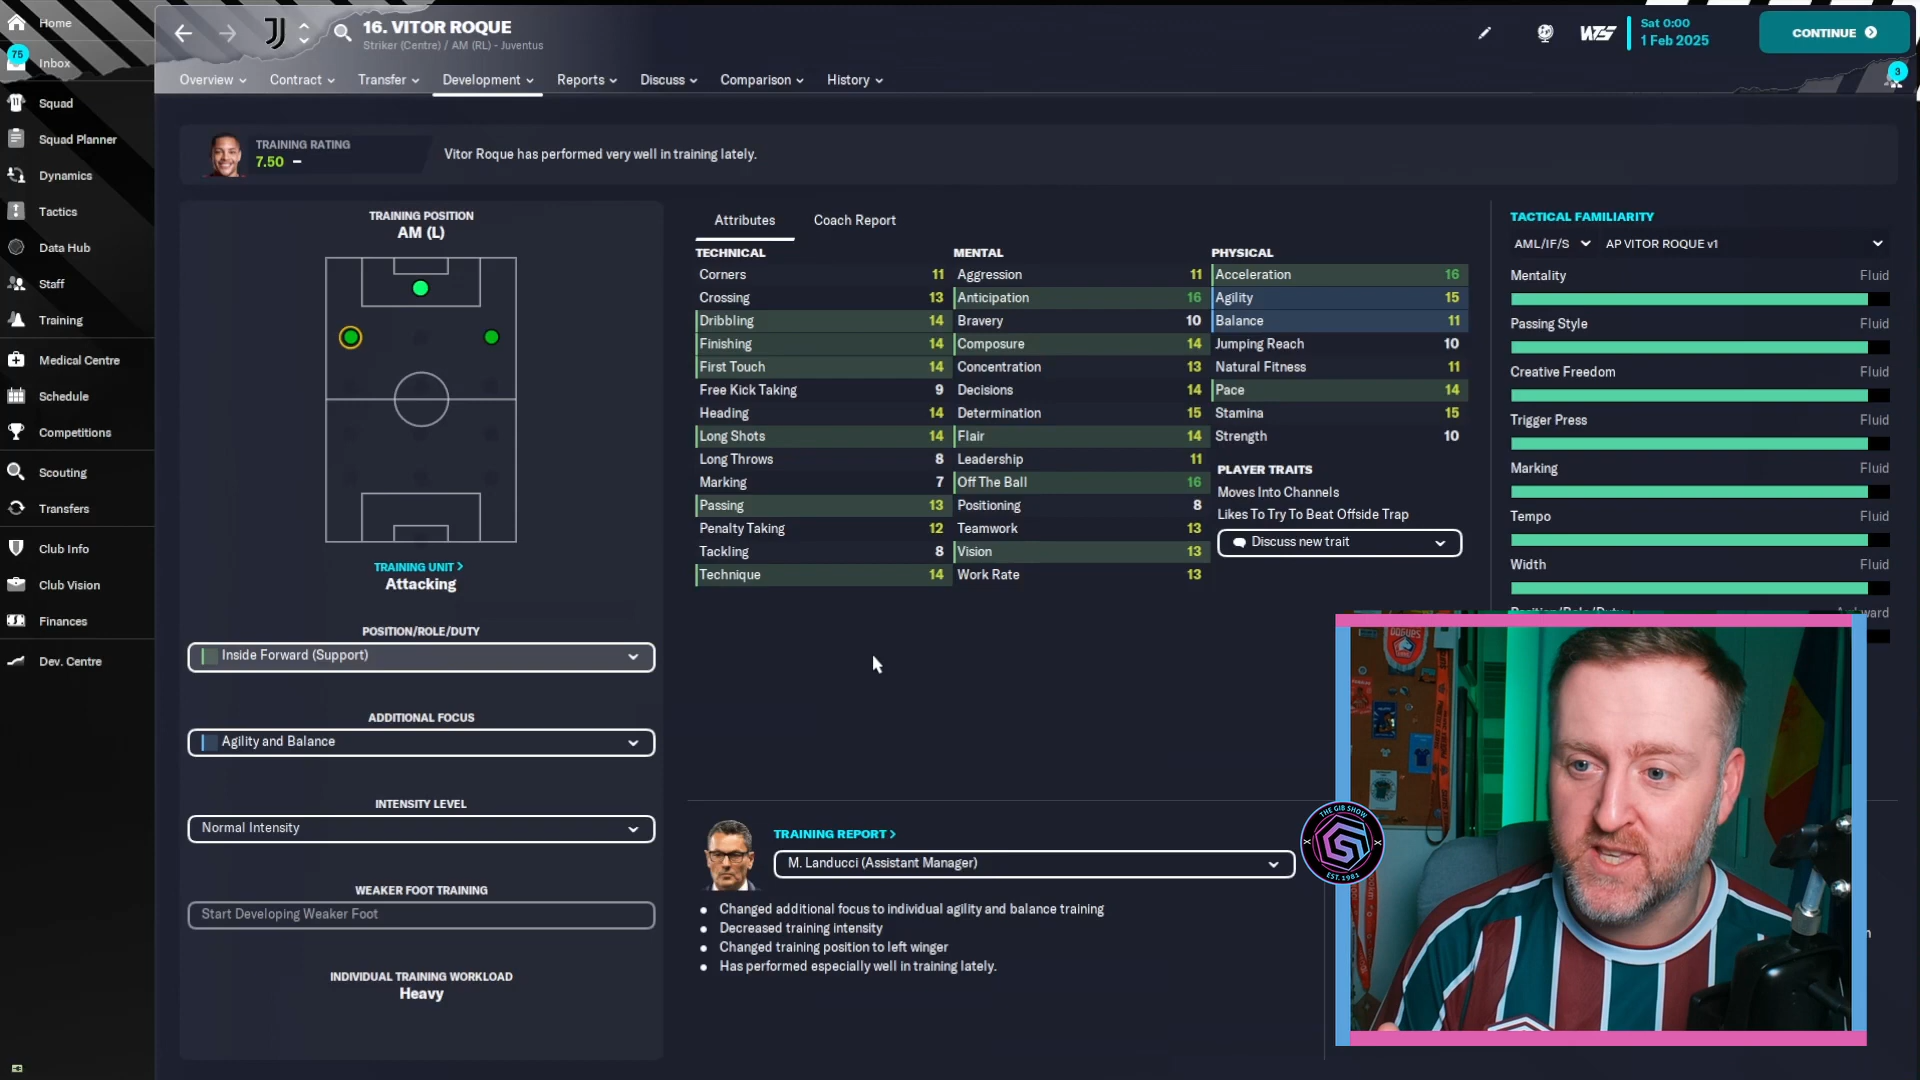 Home
75
Inbox
Squad
Squad Planner
Dynamics
Tactics
Data Hub
Staff
Training
Medical Centre
Schedule
Competitions
Scouting
Transfers
Club Info
Club Vision
Finances
Dev. Centre
16. VITOR ROQUE
Striker (Centre) / AM (RL) - Juventus
Sat 0:00
1 Feb 2025
CONTINUE
3
Overview
Contract
Transfer
Development
Reports
Discuss
Comparison
History
TRAINING RATING
7.50 –
Vitor Roque has performed very well in training lately.
TRAINING POSITION
AM (L)
TRAINING UNIT >
Attacking
POSITION/ROLE/DUTY
Inside Forward (Support)
ADDITIONAL FOCUS
Agility and Balance
INTENSITY LEVEL
Normal Intensity
WEAKER FOOT TRAINING
Start Developing Weaker Foot
INDIVIDUAL TRAINING WORKLOAD
Heavy
Attributes
Coach Report
TECHNICAL
Corners 11
Crossing 13
Dribbling 14
Finishing 14
First Touch 14
Free Kick Taking 9
Heading 14
Long Shots 14
Long Throws 8
Marking 7
Passing 13
Penalty Taking 12
Tackling 8
Technique 14
MENTAL
Aggression 11
Anticipation 16
Bravery 10
Composure 14
Concentration 13
Decisions 14
Determination 15
Flair 14
Leadership 11
Off The Ball 16
Positioning 8
Teamwork 13
Vision 13
Work Rate 13
PHYSICAL
Acceleration 16
Agility 15
Balance 11
Jumping Reach 10
Natural Fitness 11
Pace 14
Stamina 15
Strength 10
PLAYER TRAITS
Moves Into Channels
Likes To Try To Beat Offside Trap
Discuss new trait
TRAINING REPORT >
M. Landucci (Assistant Manager)
Changed additional focus to individual agility and balance training
Decreased training intensity
Changed training position to left winger
Has performed especially well in training lately.
TACTICAL FAMILIARITY
AML/IF/S
AP VITOR ROQUE v1
Mentality Fluid
Passing Style Fluid
Creative Freedom Fluid
Trigger Press Fluid
Marking Fluid
Tempo Fluid
Width Fluid
THE GIB SHOW
EST. 1981